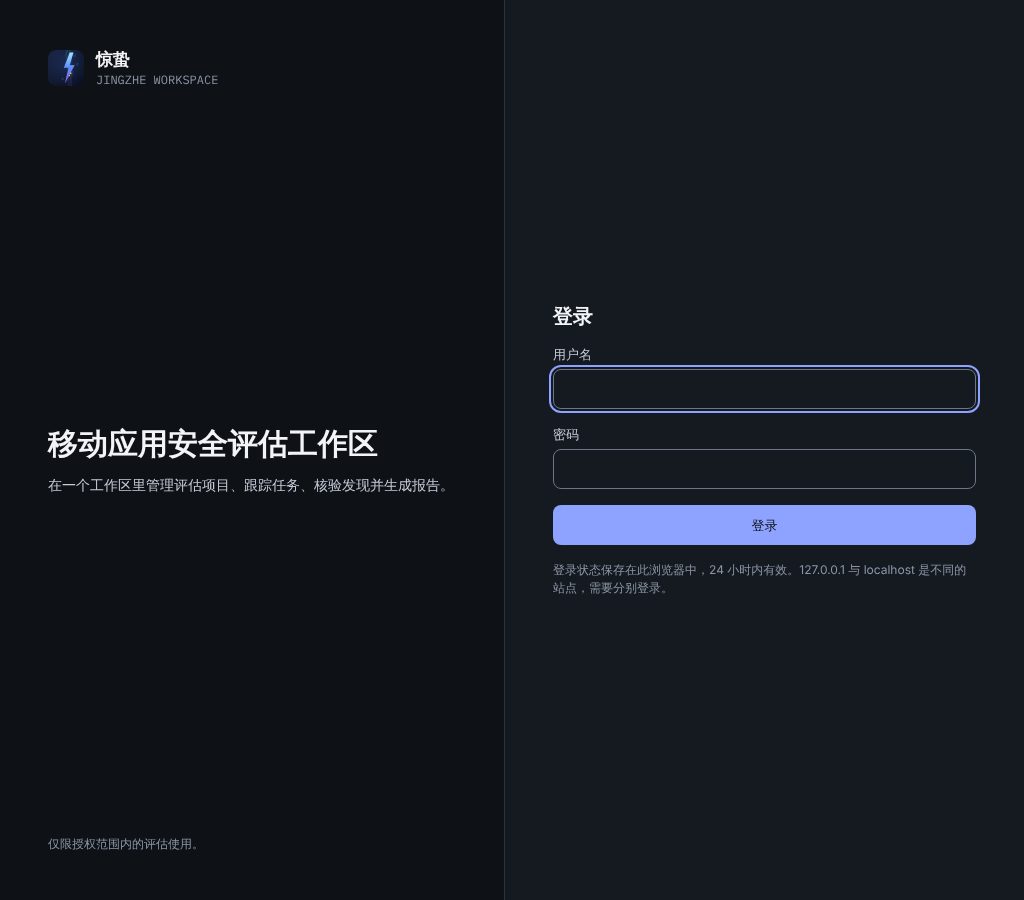 惊蛰
JINGZHE WORKSPACE
移动应用安全评估工作区
在一个工作区里管理评估项目、跟踪任务、核验发现并生成报告。
仅限授权范围内的评估使用。
登录
用户名
密码
登录
登录状态保存在此浏览器中，24 小时内有效。127.0.0.1 与 localhost 是不同的
站点，需要分别登录。